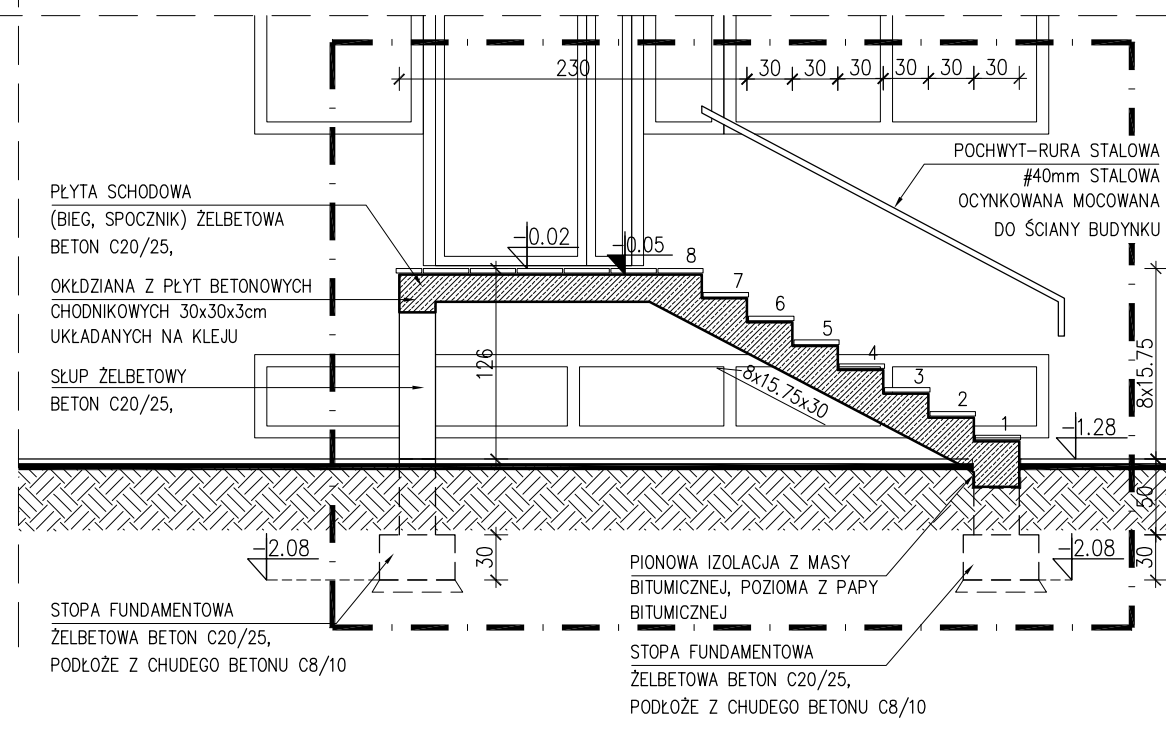 230
30 30 30 30 30 30
POCHWYT-RURA STALOWA
#40mm STALOWA
OCYNKOWANA MOCOWANA
DO ŚCIANY BUDYNKU
PŁYTA SCHODOWA
(BIEG, SPOCZNIK) ŻELBETOWA
BETON C20/25,
-0.02
-0.05
8
7
6
5
4
3
2
1
OKŁDZIANA Z PŁYT BETONOWYCH
CHODNIKOWYCH 30x30x3cm
UKŁADANYCH NA KLEJU
SŁUP ŻELBETOWY
BETON C20/25,
126
8x15.75x30
8x15.75
-1.28
50
-2.08
30
-2.08
30
PIONOWA IZOLACJA Z MASY
BITUMICZNEJ, POZIOMA Z PAPY
BITUMICZNEJ
STOPA FUNDAMENTOWA
ŻELBETOWA BETON C20/25,
PODŁOŻE Z CHUDEGO BETONU C8/10
STOPA FUNDAMENTOWA
ŻELBETOWA BETON C20/25,
PODŁOŻE Z CHUDEGO BETONU C8/10